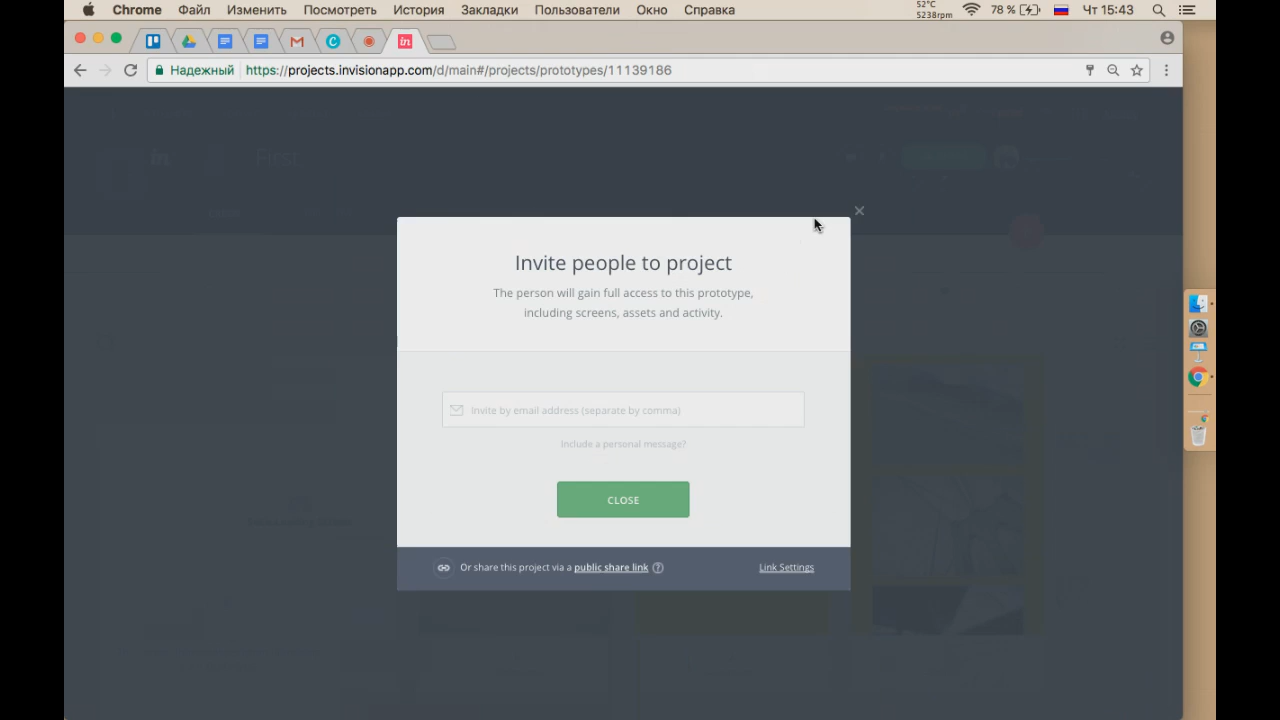 Chrome Файл Изменить Посмотреть История Закладки Пользователи Окно Справка 52°C 5238rpm 78 % Чт 15:43
in
Надежный https://projects.invisionapp.com/d/main#/projects/prototypes/11139186
in First
Invite people to project
The person will gain full access to this prototype,
including screens, assets and activity.
Invite by email address (separate by comma)
Include a personal message?
CLOSE
Or share this project via a public share link ? Link Settings